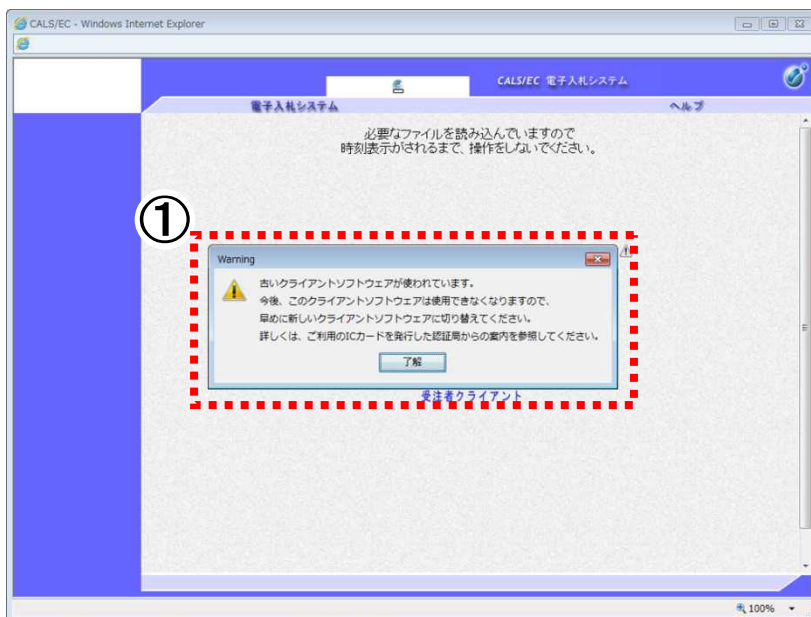 CALS/EC - Windows Internet Explorer
CALS/EC 電子入札システム
電子入札システム
ヘルプ
必要なファイルを読み込んでいますので
時刻表示がされるまで、操作をしないでください。
①
Warning
古いクライアントソフトウェアが使われています。
今後、このクライアントソフトウェアは使用できなくなりますので、
早めに新しいクライアントソフトウェアに切り替えてください。
詳しくは、ご利用のICカードを発行した認証局からの案内を参照してください。
了解
受注者クライアント
100%